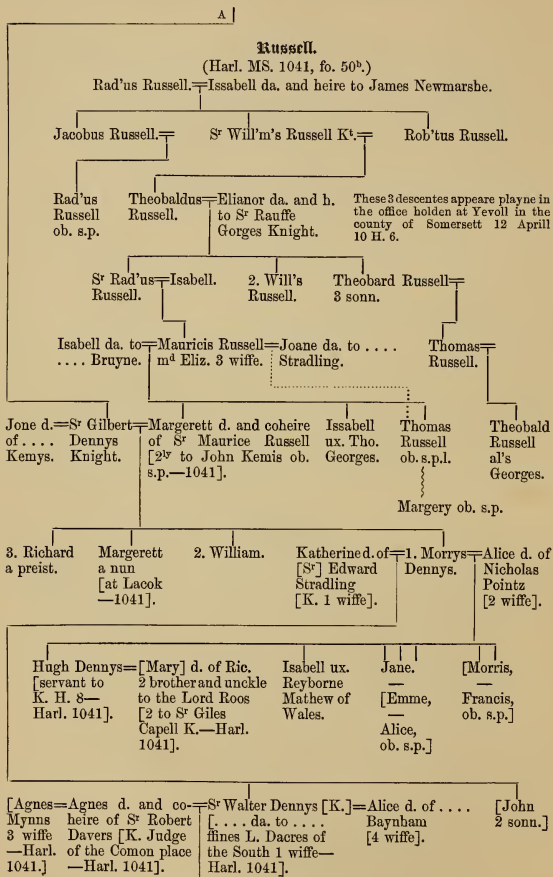 A
Russell.
(Harl. MS. 1041, fo. 50ᵇ.)
Rad'us Russell.=Issabell da. and heire to James Newmarshe.
Jacobus Russell.= Sʳ Will'm's Russell Kᵗ.= Rob'tus Russell.
Rad'us
Russell
ob. s.p.
Theobaldus=Elianor da. and h.
Russell. to Sʳ Rauffe
Gorges Knight.
These 3 descentes appeare playne in
the office holden at Yevoll in the
county of Somersett 12 Aprill
10 H. 6.
Sʳ Rad'us=Isabell.
Russell.
2. Will's
Russell.
Theobard Russell=
3 sonn.
Isabell da. to=Mauricis Russell=Joane da. to ....
.... Bruyne. mᵈ Eliz. 3 wiffe. Stradling.
Thomas=
Russell.
Jone d.=Sʳ Gilbert=Margerett d. and coheire
of .... Dennys of Sʳ Maurice Russell
Kemys. Knight. [2ˡʸ to John Kemis ob.
s.p.—1041].
Issabell
ux. Tho.
Georges.
Thomas
Russell
ob. s.p.l.
Margery ob. s.p.
Theobald
Russell
al's
Georges.
3. Richard
a preist.
Margerett
a nun
[at Lacok
—1041].
2. William.
Katherine d. of=1. Morrys=Alice d. of
[Sʳ] Edward Dennys. Nicholas
Stradling Pointz
[K. 1 wiffe]. [2 wiffe].
Hugh Dennys=[Mary] d. of Ric.
[servant to 2 brother and unckle
K. H. 8— to the Lord Roos
Harl. 1041]. [2 to Sʳ Giles
Capell K.—Harl.
1041].
Isabell ux.
Reyborne
Mathew of
Wales.
Jane.
—
[Emme,
—
Alice,
ob. s.p.]
[Morris,
—
Francis,
ob. s.p.]
[Agnes=Agnes d. and co-=Sʳ Walter Dennys [K.]=Alice d. of ....
Mynns heire of Sʳ Robert [.... da. to .... Baynham
3 wiffe Davers [K. Judge ffines L. Dacres of [4 wiffe].
—Harl. of the Comon place the South 1 wiffe—
1041.] —Harl. 1041]. Harl. 1041].
[John
2 sonn.]